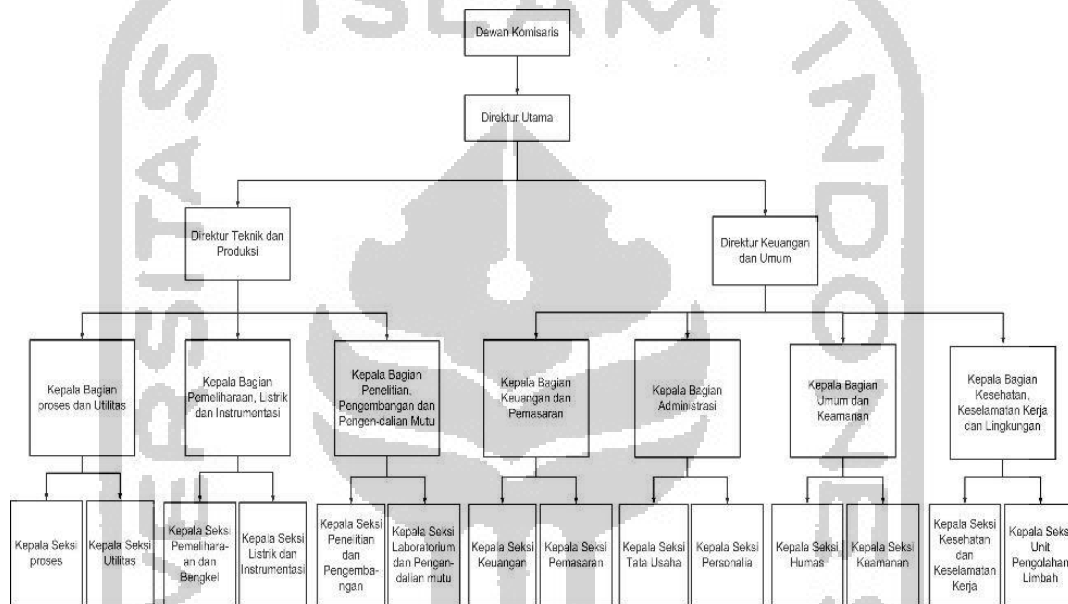 ISLAM
UNIVERSITAS
INDONESIA
Dewan Komisaris
Direktur Utama
Direktur Teknik dan
Produksi
Direktur Keuangan
dan Umum
Kepala Bagian
proses dan Utilitas
Kepala Bagian
Pemeliharaan, Listrik
dan Instrumentasi
Kepala Bagian
Penelitian,
Pengembangan dan
Pengen-dalian Mutu
Kepala Bagian
Keuangan dan
Pemasaran
Kepala Bagian
Administrasi
Kepala Bagian
Umum dan
Keamanan
Kepala Bagian
Kesehatan,
Keselamatan Kerja
dan Lingkungan
Kepala Seksi
proses
Kepala Seksi
Utilitas
Kepala Seksi
Pemelihara-
an dan
Bengkel
Kepala Seksi
Listrik dan
Instrumentasi
Kepala Seksi
Penelitian
dan
Pengemba-
ngan
Kepala Seksi
Laboratorium
dan Pengen-
dalian mutu
Kepala Seksi
Keuangan
Kepala Seksi
Pemasaran
Kepala Seksi
Tata Usaha
Kepala Seksi
Personalia
Kepala Seksi
Humas
Kepala Seksi
Keamanan
Kepala Seksi
Kesehatan
dan
Keselamatan
Kerja
Kepala Seksi
Unit
Pengolahan
Limbah